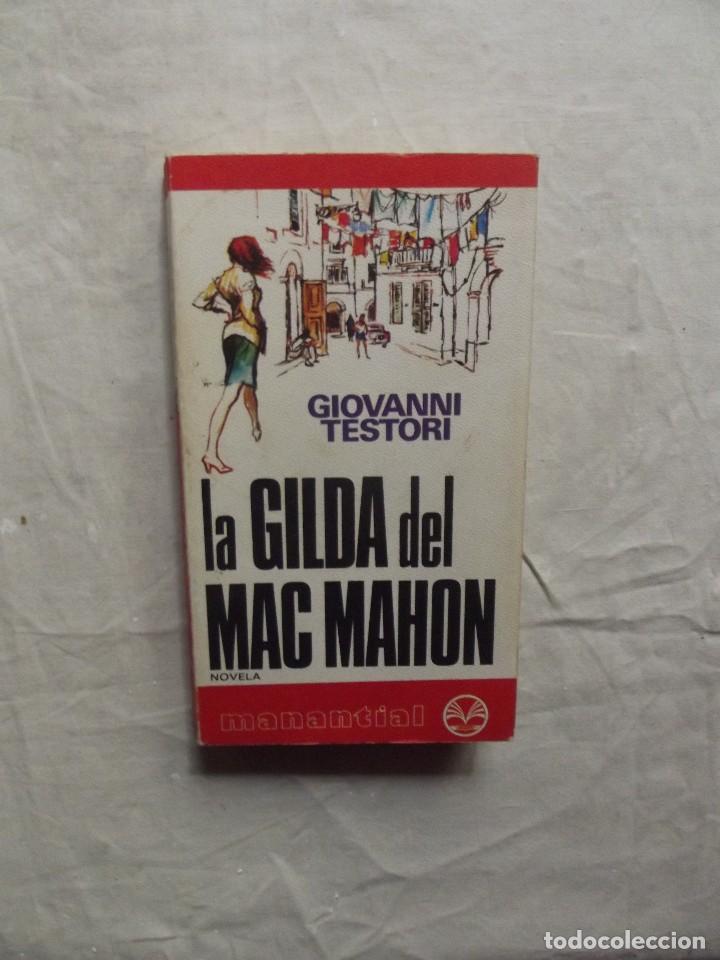 GIOVANNI
TESTORI
la GILDA del
MAC MAHON
NOVELA
manantial
todocoleccion